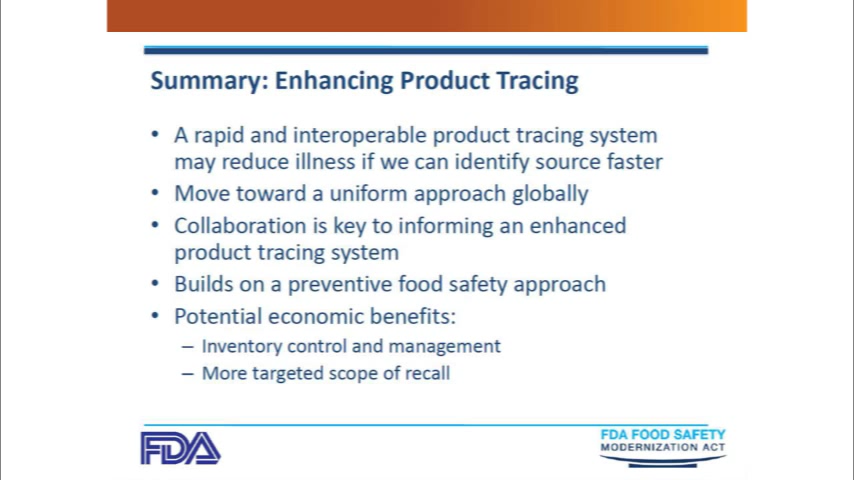 Summary: Enhancing Product Tracing
• A rapid and interoperable product tracing system
may reduce illness if we can identify source faster
• Move toward a uniform approach globally
• Collaboration is key to informing an enhanced
product tracing system
• Builds on a preventive food safety approach
• Potential economic benefits:
– Inventory control and management
– More targeted scope of recall
FDA
FDA FOOD SAFETY
MODERNIZATION ACT